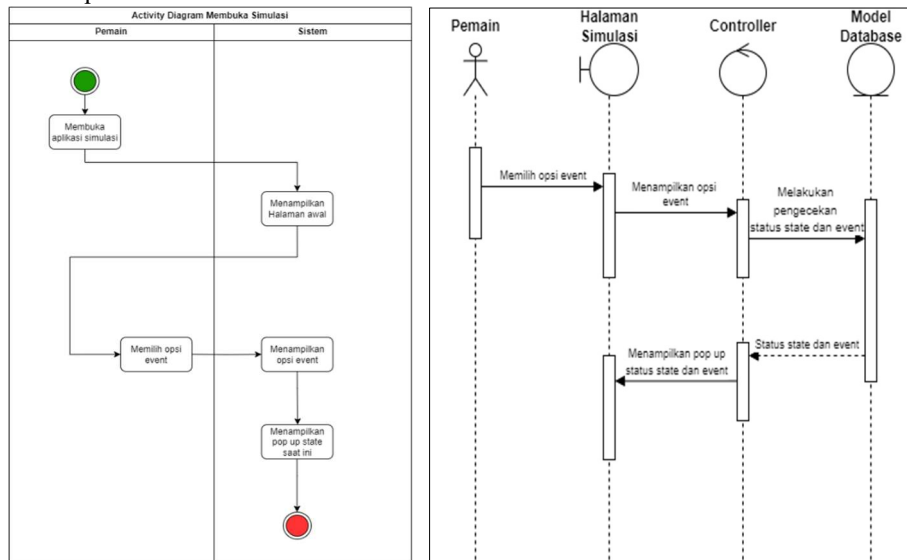 Activity Diagram Membuka Simulasi
Pemain
Sistem
Membuka
aplikasi simulasi
Menampilkan
Halaman awal
Memilih opsi
event
Menampilkan
opsi event
Menampilkan
pop up state
saat ini
Pemain
Halaman
Simulasi
Controller
Model
Database
Memilih opsi event
Menampilkan opsi
event
Melakukan
pengecekan
status state dan event
Status state dan event
Menampilkan pop up
status state dan event